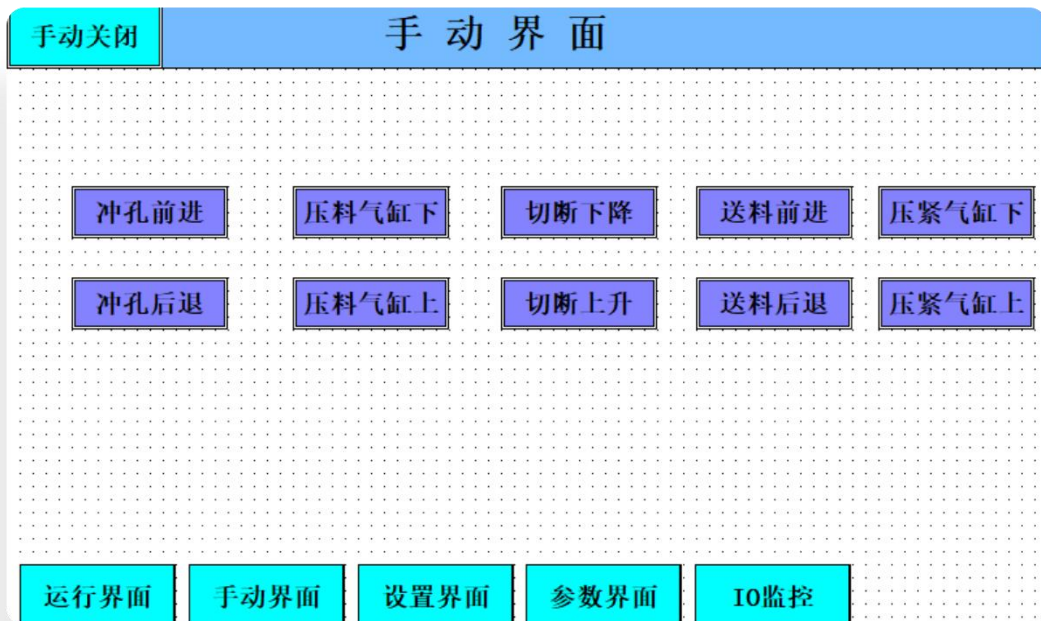 手动关闭 手动界面
冲孔前进 压料气缸下 切断下降 送料前进 压紧气缸下
冲孔后退 压料气缸上 切断上升 送料后退 压紧气缸上
运行界面 手动界面 设置界面 参数界面 IO监控